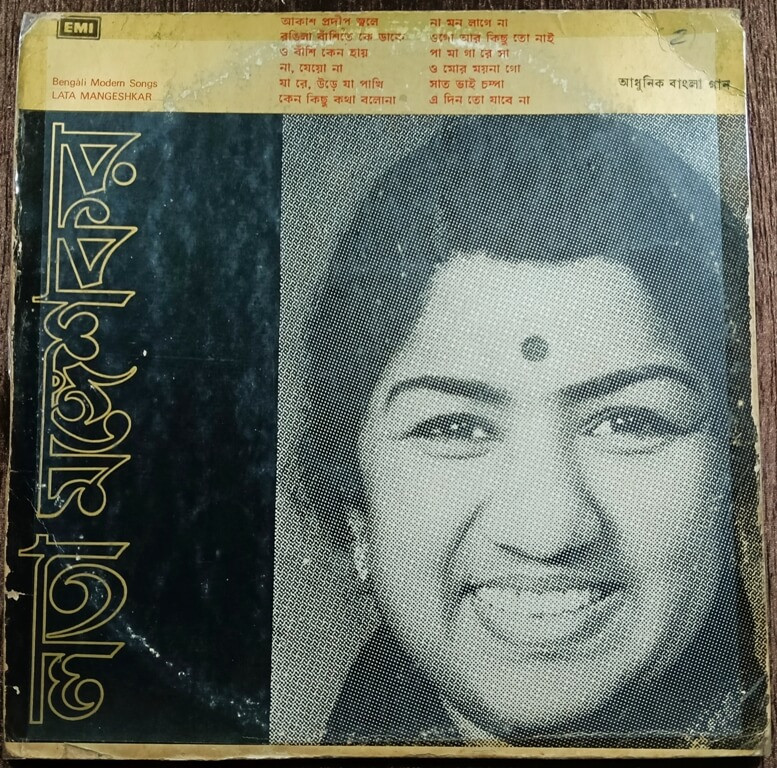 EMI
Bengali Modern Songs
LATA MANGESHKAR
আকাশ প্রদীপ জ্বলে
রঙিলা বাঁশিতে কে ডাকে
ও বাঁশি কেন হায়
না, যেয়ো না
যা রে, উড়ে যা পাখি
কেন কিছু কথা বলোনা
না মন লাগে না
ওগো আর কিছু তো নাই
পা মা গা রে সা
ও মোর ময়না গো
সাত ভাই চম্পা
এ দিন তো যাবে না
2
আধুনিক বাংলা গান
লতা মঙ্গেশকর